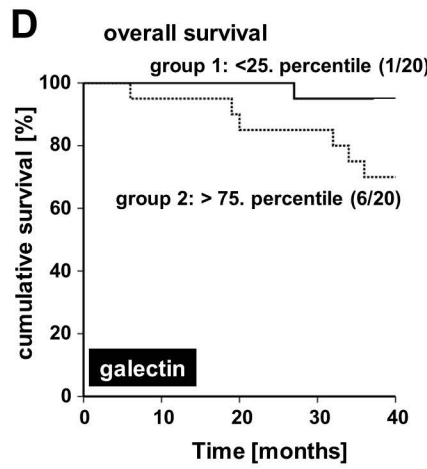 D
overall survival
group 1: <25. percentile (1/20)
100
80
group 2: > 75. percentile (6/20)
60
40
20
0
cumulative survival [%]
galectin
0 10 20 30 40
Time [months]